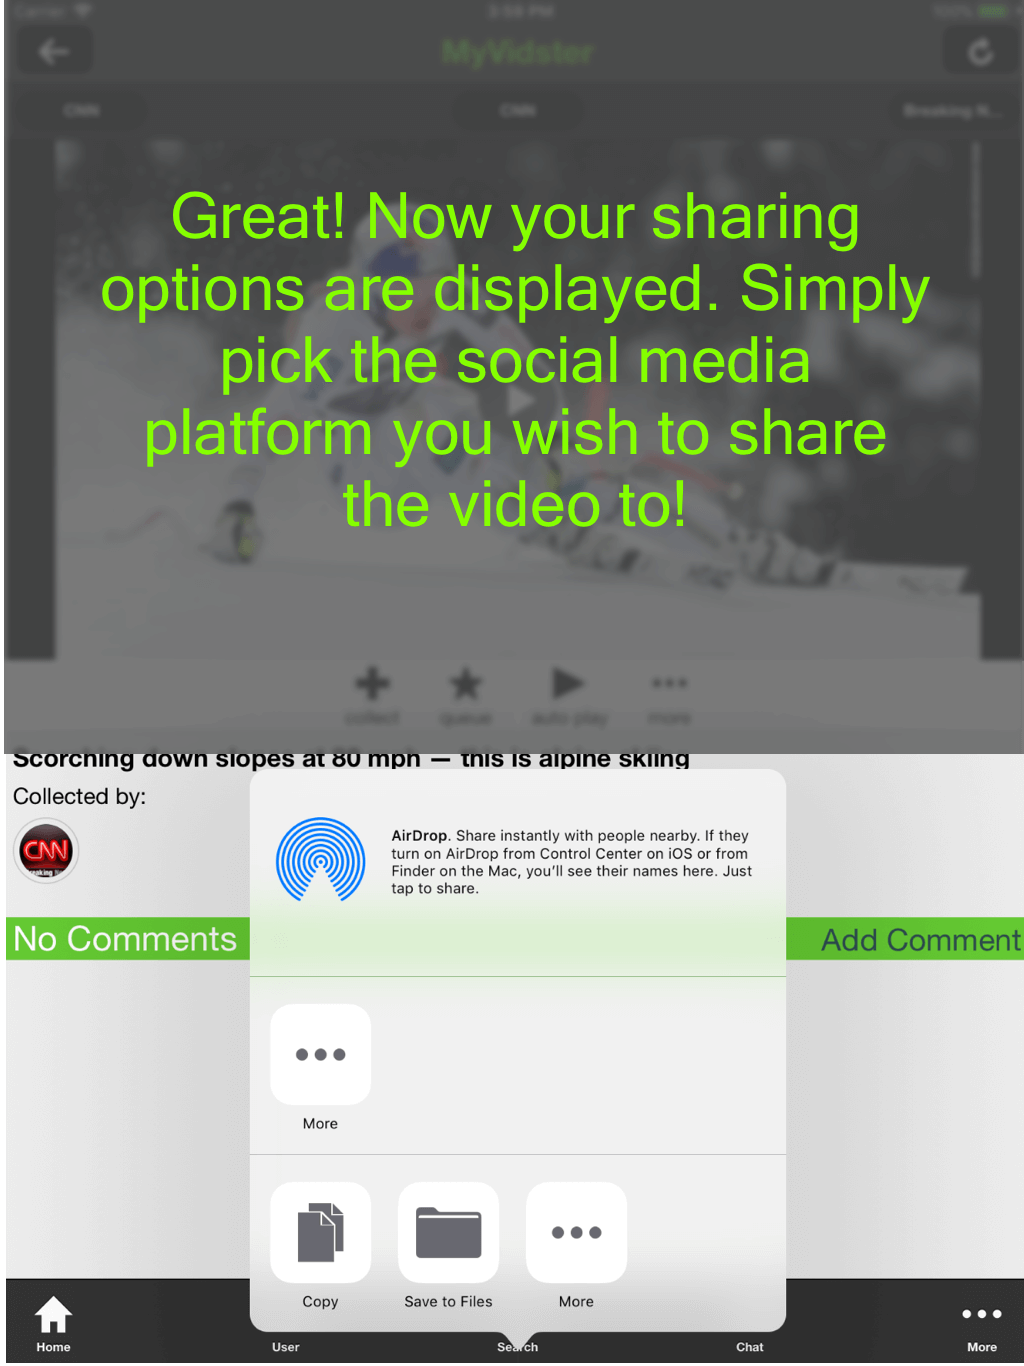 Carrier
3:58 PM
100%
MyVidster
CNN
CNN
Breaking N...
Great! Now your sharing
options are displayed. Simply
pick the social media
platform you wish to share
the video to!
collect
queue
auto play
more
Scorching down slopes at 80 mph — this is alpine skiing
Collected by:
CNN
No Comments
Add Comment
AirDrop. Share instantly with people nearby. If they
turn on AirDrop from Control Center on iOS or from
Finder on the Mac, you’ll see their names here. Just
tap to share.
More
Copy
Save to Files
More
Home
User
Search
Chat
More